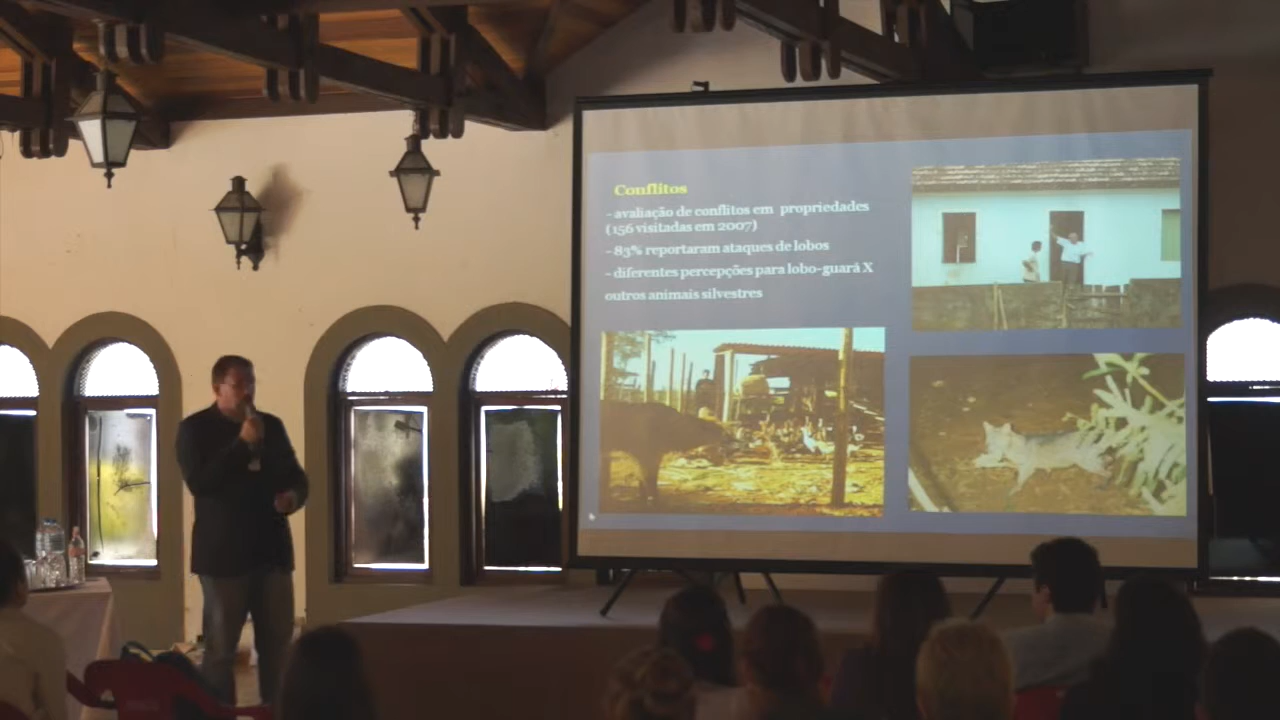 Conflitos
- avaliação de conflitos em propriedades
(156 visitadas em 2007)
- 83% reportaram ataques de lobos
- diferentes percepções para lobo-guará X
outros animais silvestres